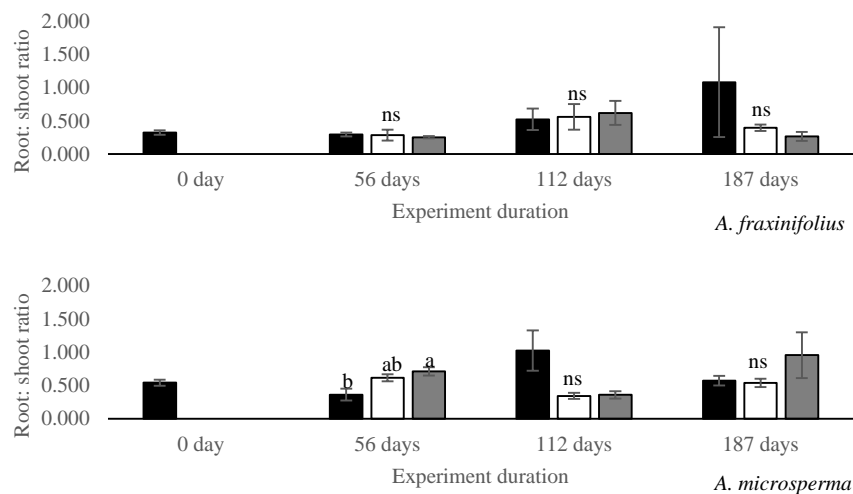 2.000
1.500
1.000
0.500
0.000
Root: shoot ratio
ns
ns
ns
0 day
56 days
112 days
187 days
Experiment duration
A. fraxinifolius
2.000
1.500
1.000
0.500
0.000
Root: shoot ratio
b
ab
a
ns
ns
0 day
56 days
112 days
187 days
Experiment duration
A. microsperma